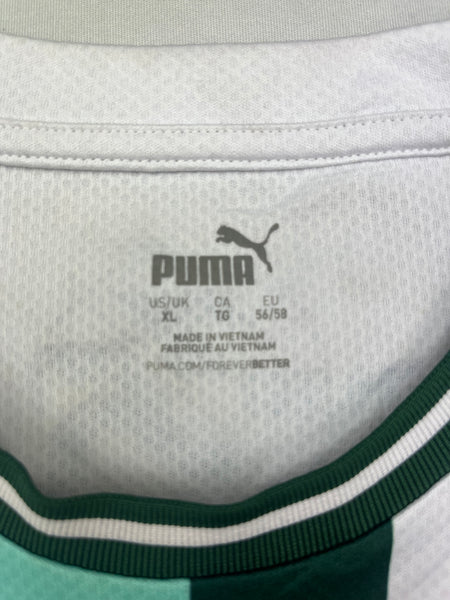 PUMA
US/UK CA EU
XL TG 56/58
MADE IN VIETNAM
FABRIQUÉ AU VIETNAM
PUMA.COM/FOREVERBETTER